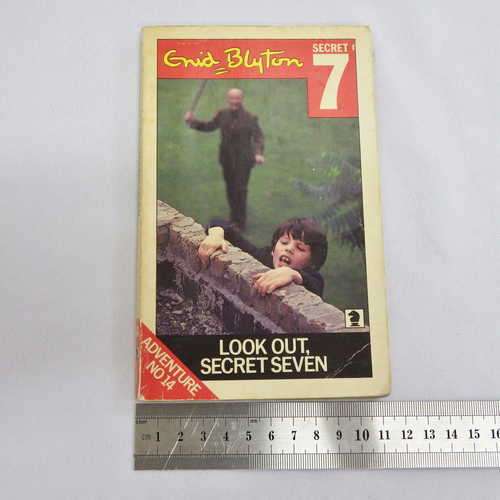 Enid Blyton
SECRET
7
LOOK OUT,
SECRET SEVEN
ADVENTURE
NO 14
CM 1 2 3 4 5 6 7 8 9 10 11 12 13 14 15 16